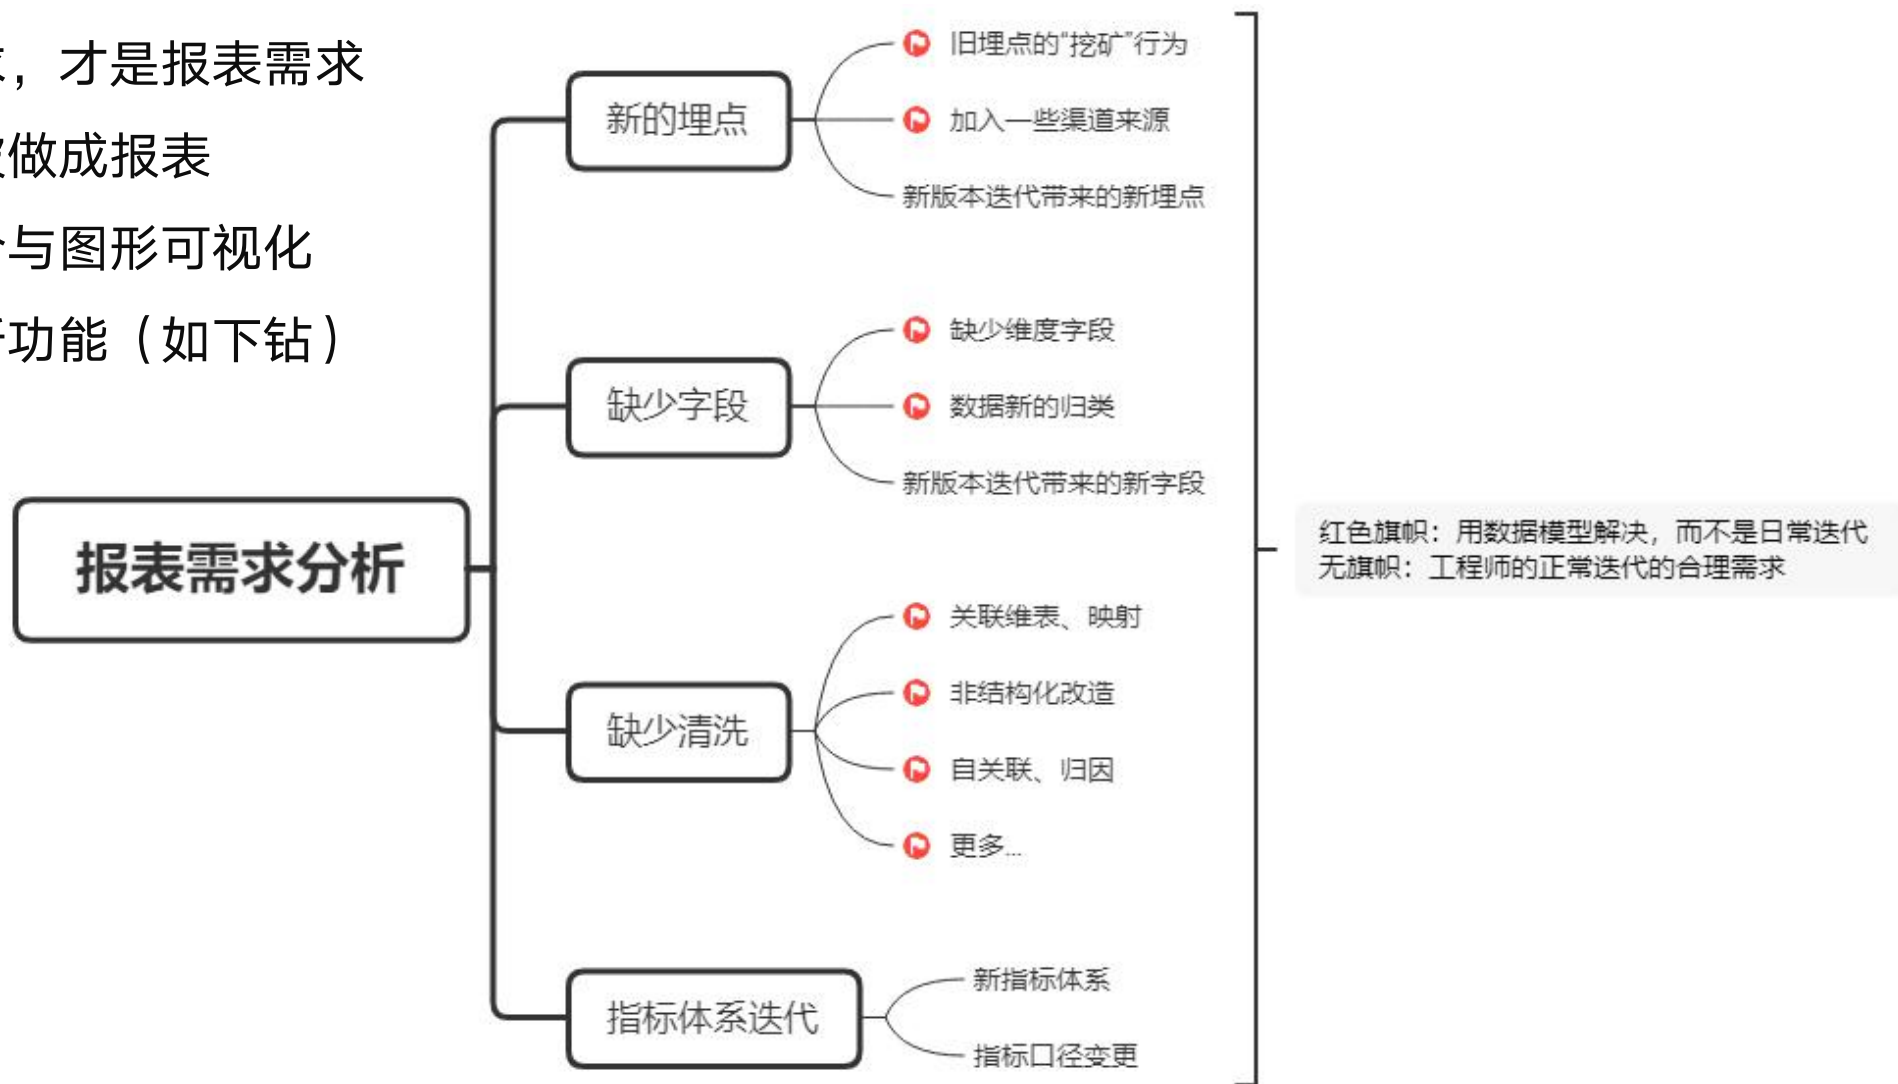 ，才是报表需求
做成报表
与图形可视化
功能（如下钻）
报表需求分析
新的埋点
旧埋点的“挖矿”行为
加入一些渠道来源
新版本迭代带来的新埋点
缺少字段
缺少维度字段
数据新的归类
新版本迭代带来的新字段
缺少清洗
关联维表、映射
非结构化改造
自关联、归因
更多...
指标体系迭代
新指标体系
指标口径变更
红色旗帜：用数据模型解决，而不是日常迭代
无旗帜：工程师的正常迭代的合理需求